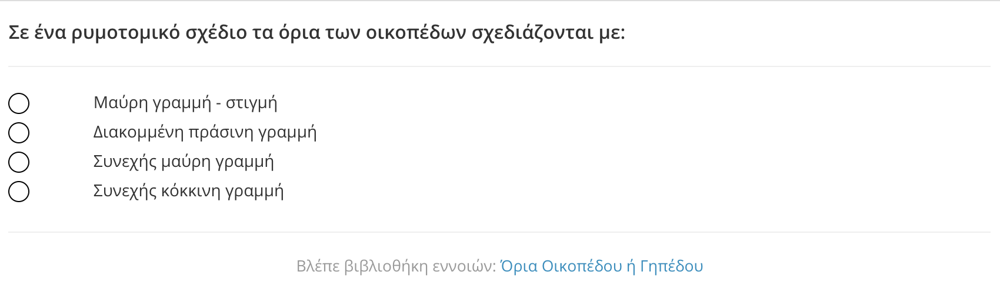 Σε ένα ρυμοτομικό σχέδιο τα όρια των οικοπέδων σχεδιάζονται με:
Μαύρη γραμμή - στιγμή
Διακομμένη πράσινη γραμμή
Συνεχής μαύρη γραμμή
Συνεχής κόκκινη γραμμή
Βλέπε βιβλιοθήκη εννοιών: Όρια Οικοπέδου ή Γηπέδου